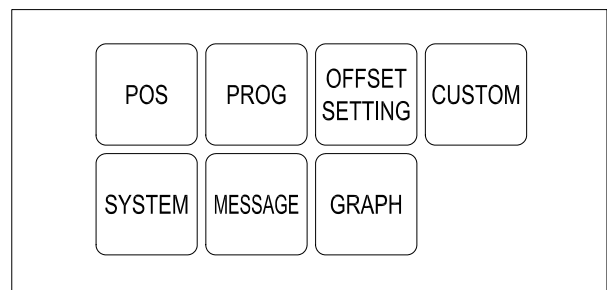 POS
PROG
OFFSET
SETTING
CUSTOM
SYSTEM
MESSAGE
GRAPH